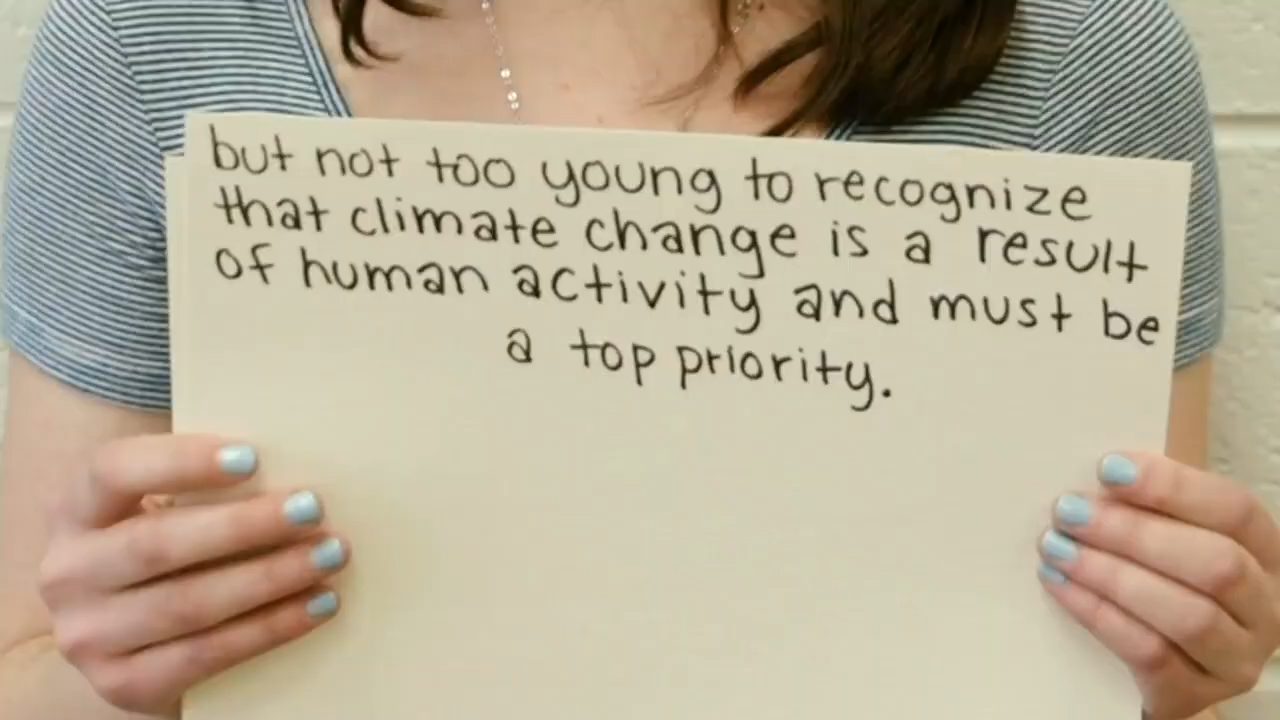 but not too young to recognize
that climate change is a result
of human activity and must be
a top priority.